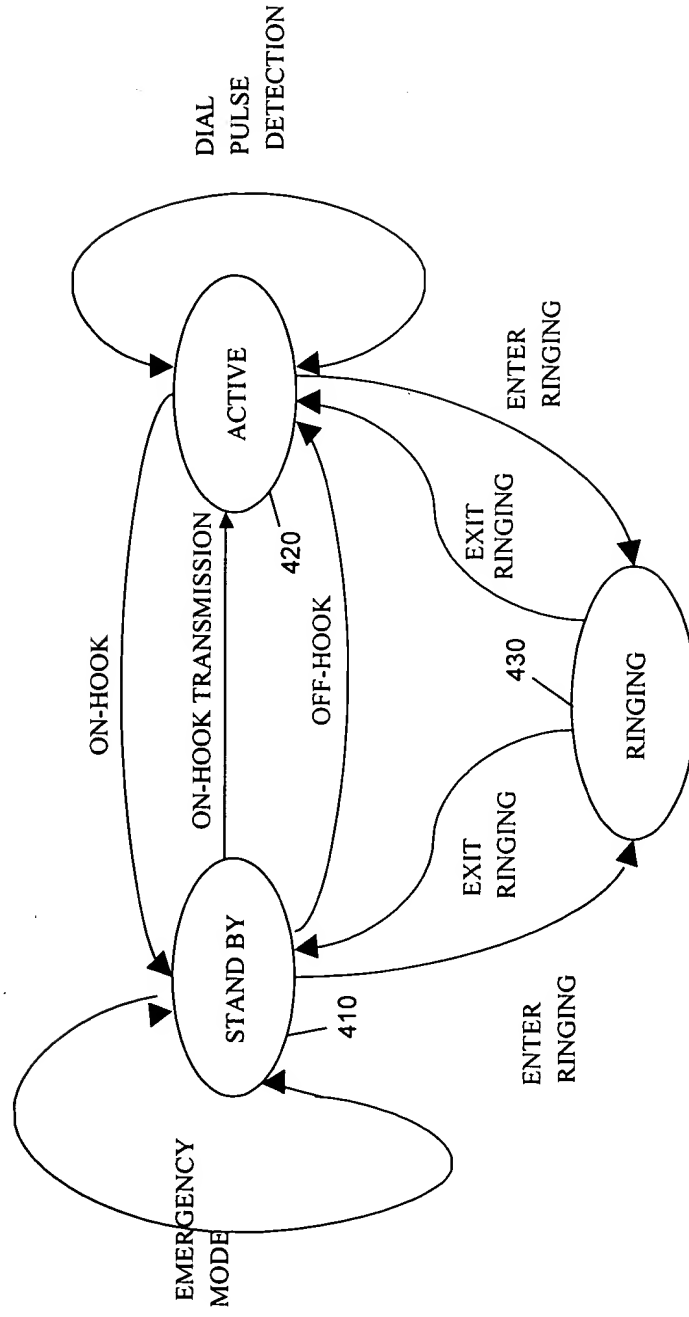 EMERGENCY
MODE
ON-HOOK
ON-HOOK TRANSMISSION
OFF-HOOK
STAND BY
410
ACTIVE
420
DIAL
PULSE
DETECTION
ENTER
RINGING
EXIT
RINGING
430
EXIT
RINGING
ENTER
RINGING
RINGING